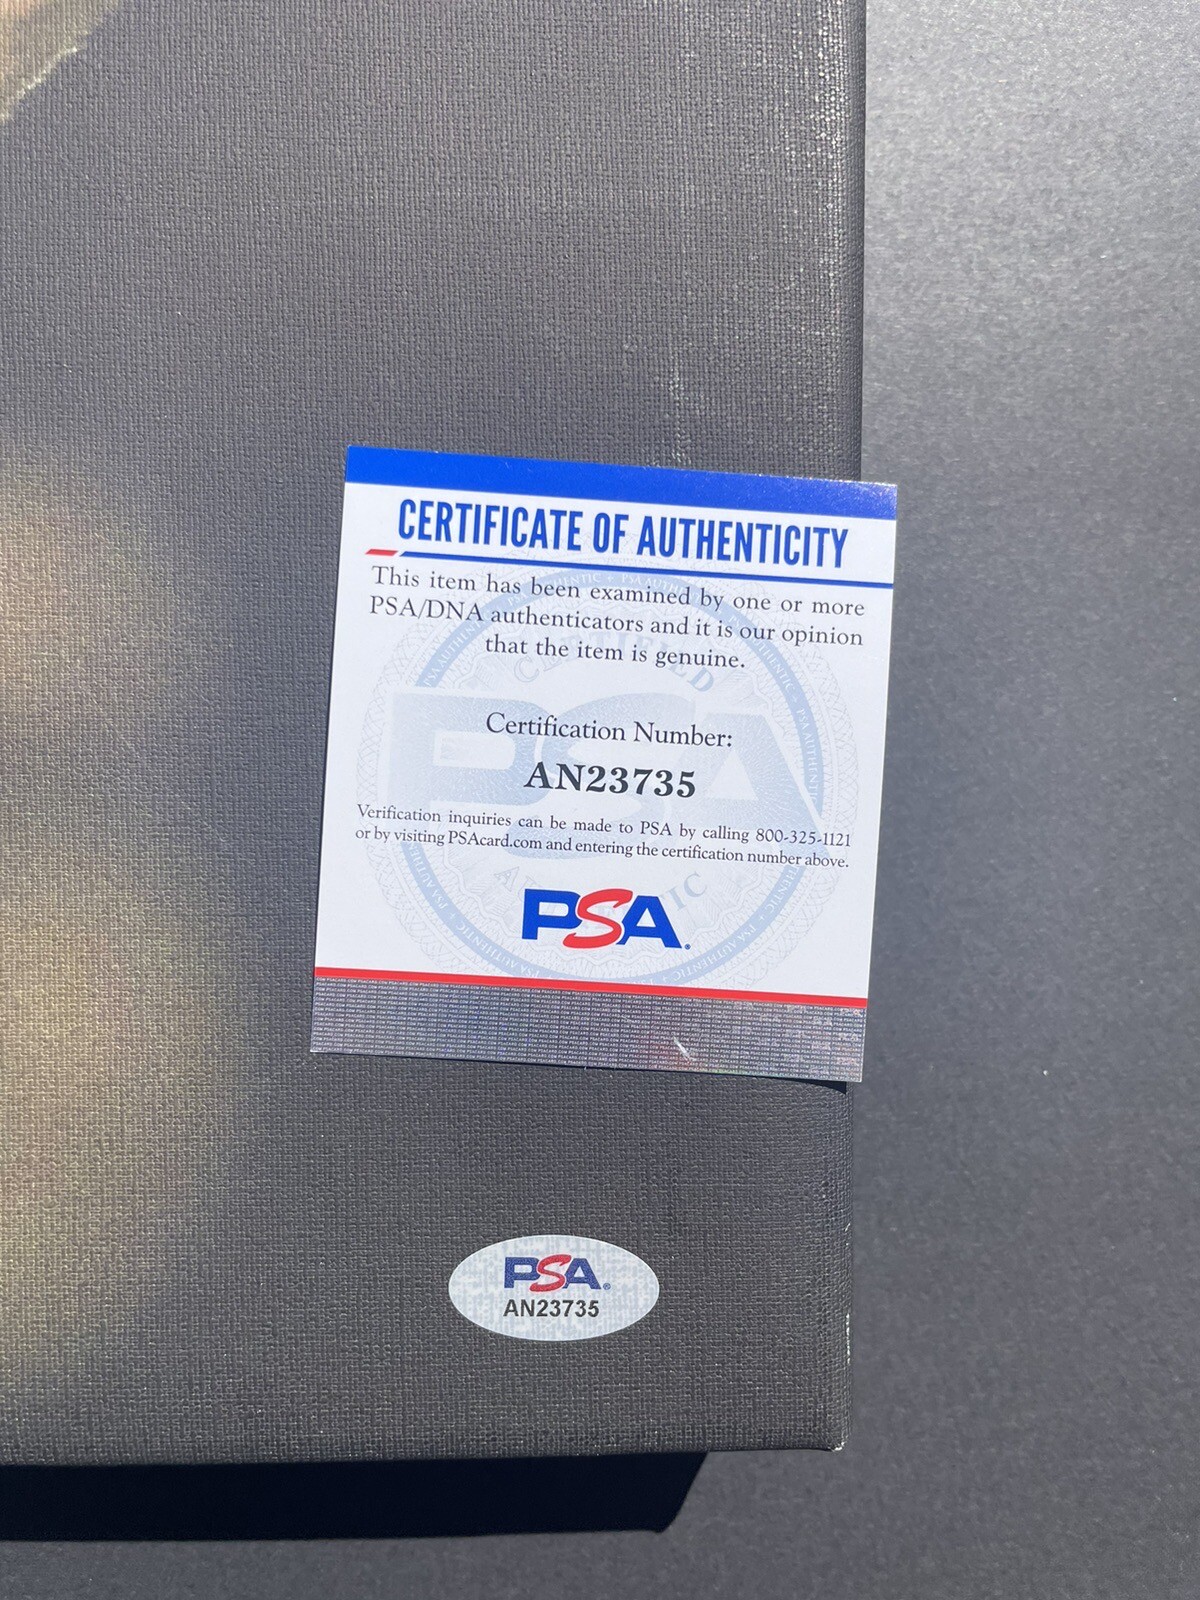 CERTIFICATE OF AUTHENTICITY
This item has been examined by one or more
PSA/DNA authenticators and it is our opinion
that the item is genuine.
CERTIFIED
PSA
Certification Number:
AN23735
Verification inquiries can be made to PSA by calling 800-325-1121
or by visiting PSAcard.com and entering the certification number above.
PSA
PSA
AN23735